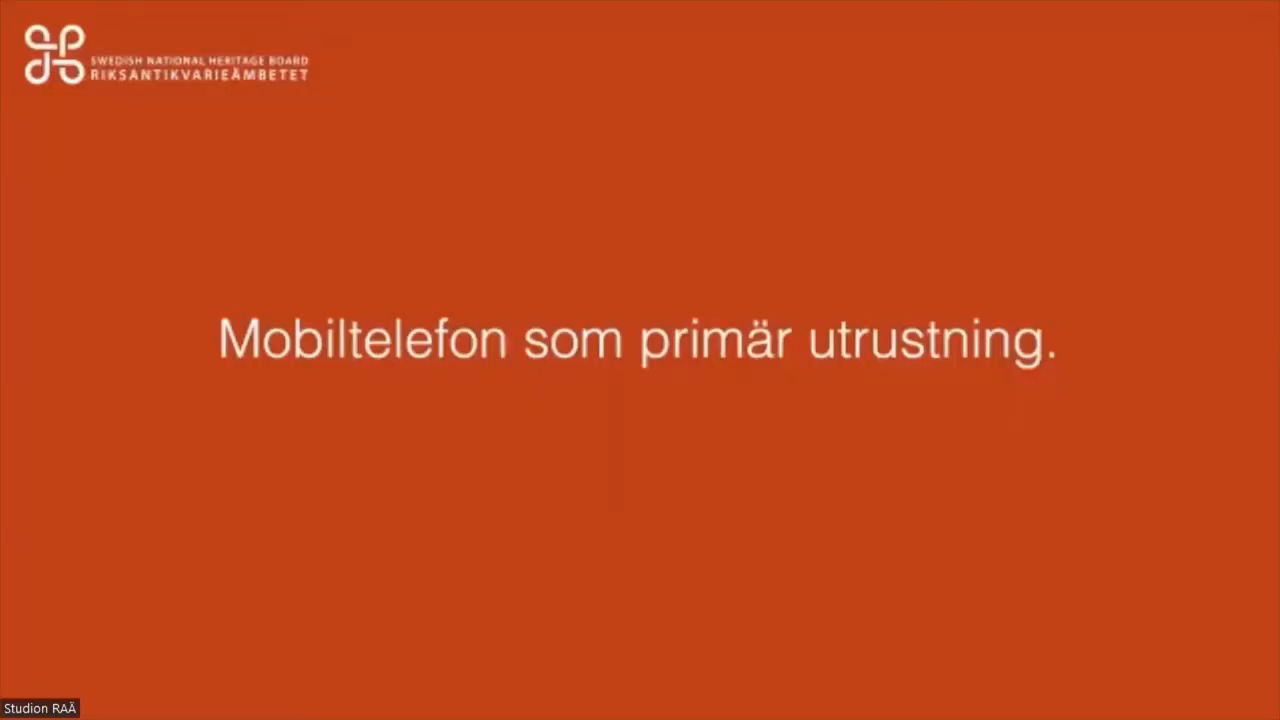 SWEDISH NATIONAL HERITAGE BOARD
RIKSANTIKVARIEÄMBETET
Mobiltelefon som primär utrustning.
Studion RAÄ